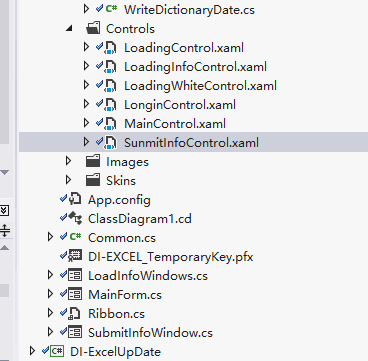 WriteDictionaryDate.cs
Controls
LoadingControl.xaml
LoadingInfoControl.xaml
LoadingWhiteControl.xaml
LonginControl.xaml
MainControl.xaml
SunmitInfoControl.xaml
Images
Skins
App.config
ClassDiagram1.cd
C# Common.cs
DI-EXCEL_TemporaryKey.pfx
LoadInfoWindows.cs
MainForm.cs
Ribbon.cs
SubmitInfoWindow.cs
C# DI-ExcelUpDate